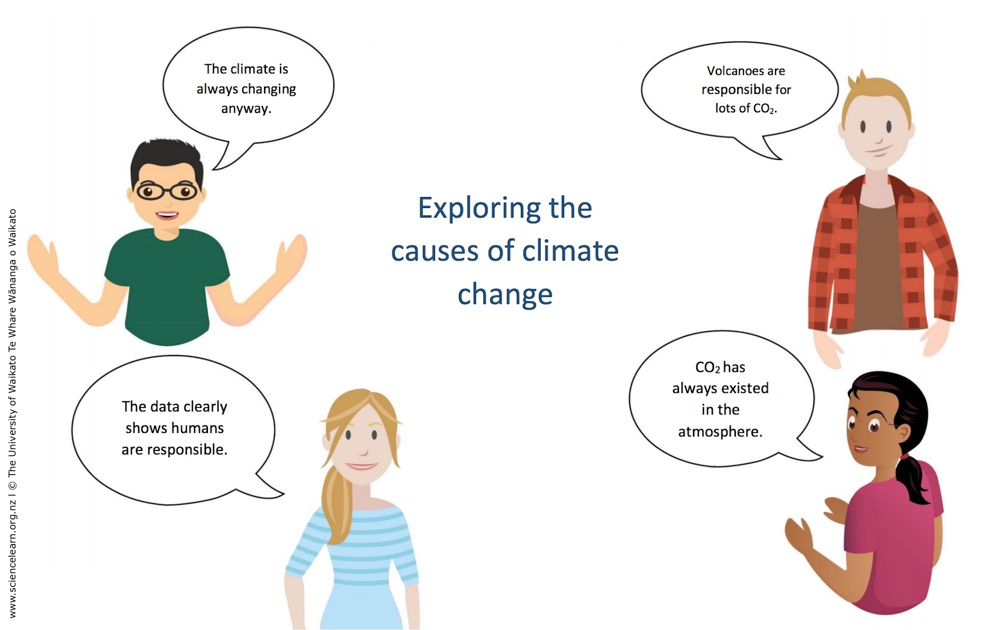 The climate is
always changing
anyway.
Volcanoes are
responsible for
lots of CO₂.
Exploring the
causes of climate
change
The data clearly
shows humans
are responsible.
CO₂ has
always existed
in the
atmosphere.
www.sciencelearn.org.nz l © The University of Waikato Te Whare Wānanga o Waikato